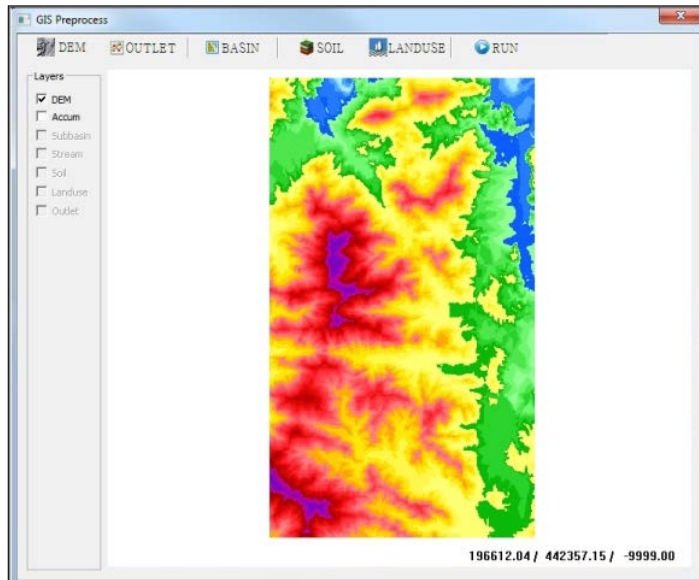 GIS Preprocess
DEM OUTLET BASIN SOIL LANDUSE RUN
Layers
DEM
Accum
Subbasin
Stream
Soil
Landuse
Outlet
196612.04 / 442357.15 / -9999.00